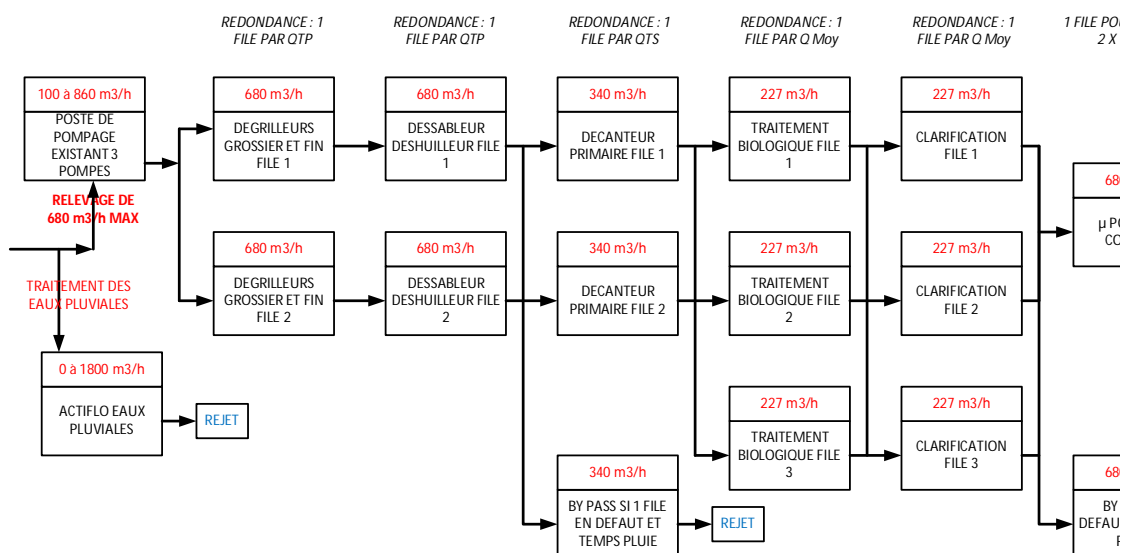 REDONDANCE : 1
FILE PAR QTP
REDONDANCE : 1
FILE PAR QTP
REDONDANCE : 1
FILE PAR QTS
REDONDANCE : 1
FILE PAR Q Moy
REDONDANCE : 1
FILE PAR Q Moy
1 FILE
2 X
100 à 860 m3/h
POSTE DE
POMPAGE
EXISTANT 3
POMPES
680 m3/h
DEGRILLEURS
GROSSIER ET FIN
FILE 1
680 m3/h
DESSABLEUR
DESHUILLEUR FILE
1
340 m3/h
DECANTEUR
PRIMAIRE FILE 1
227 m3/h
TRAITEMENT
BIOLOGIQUE FILE
1
227 m3/h
CLARIFICATION
FILE 1
RELEVAGE DE
680 m3/h MAX
µ
680 m3/h
DEGRILLEURS
GROSSIER ET FIN
FILE 2
680 m3/h
DESSABLEUR
DESHUILLEUR FILE
2
340 m3/h
DECANTEUR
PRIMAIRE FILE 2
227 m3/h
TRAITEMENT
BIOLOGIQUE FILE
2
227 m3/h
CLARIFICATION
FILE 2
TRAITEMENT DES
EAUX PLUVIALES
0 à 1800 m3/h
ACTIFLO EAUX
PLUVIALES
REJET
227 m3/h
TRAITEMENT
BIOLOGIQUE FILE
3
227 m3/h
CLARIFICATION
FILE 3
340 m3/h
BY PASS SI 1 FILE
EN DEFAUT ET
TEMPS PLUIE
REJET
BY